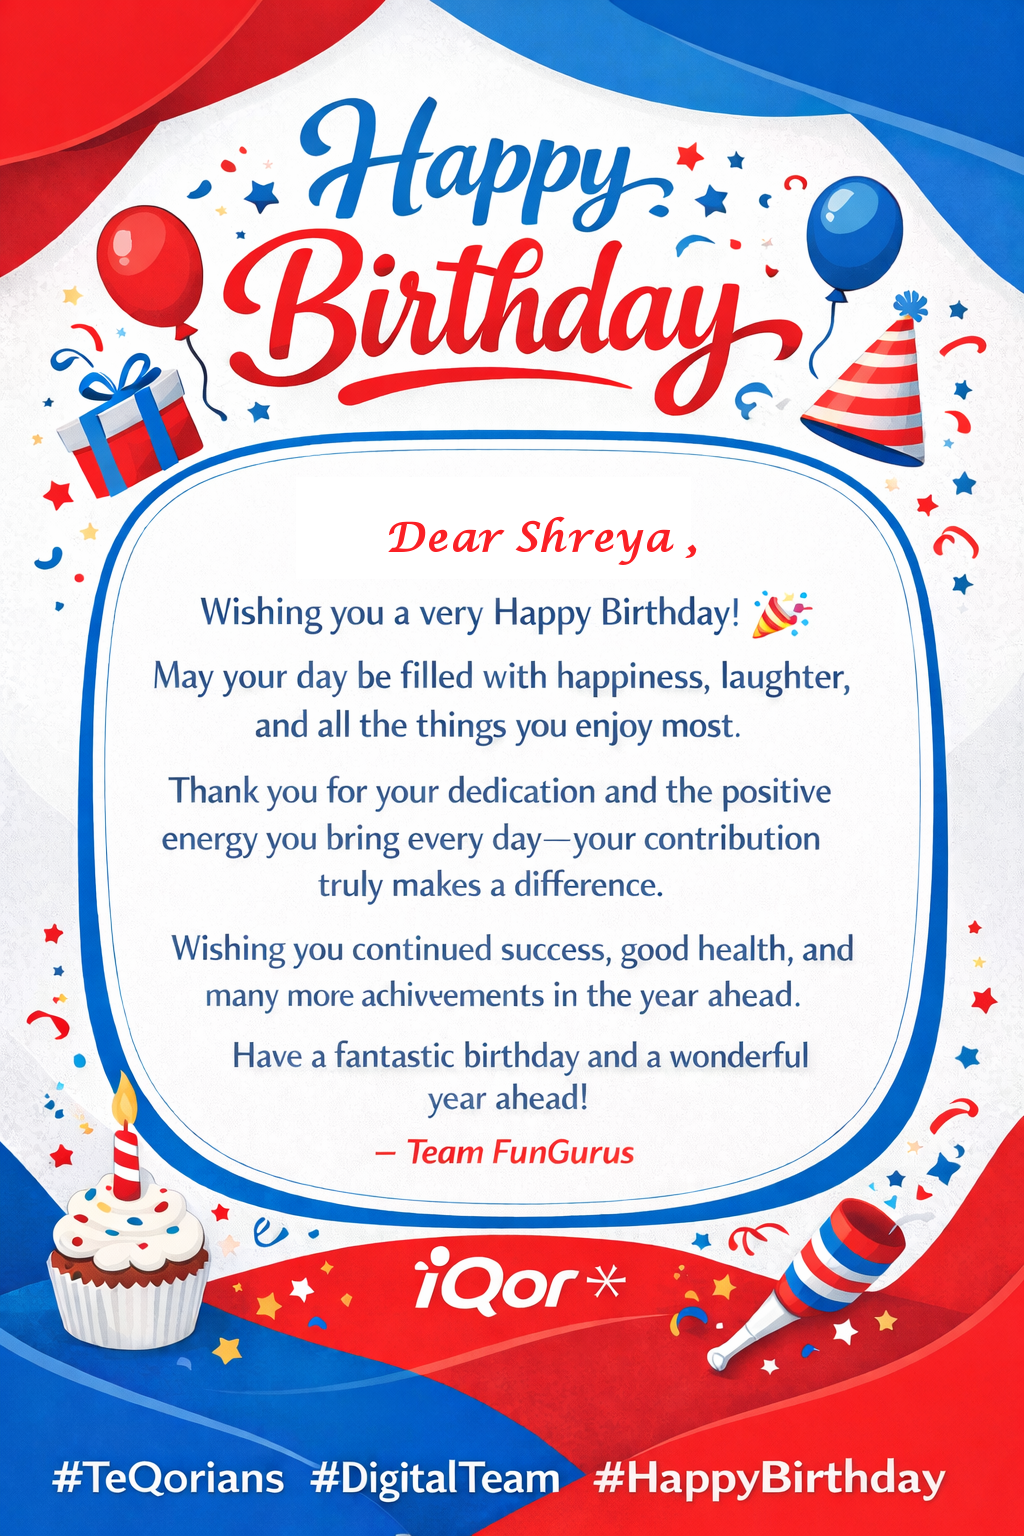 Happy
Birthday
Dear Shreya ,
Wishing you a very Happy Birthday! 🎉
May your day be filled with happiness, laughter,
and all the things you enjoy most.
Thank you for your dedication and the positive
energy you bring every day—your contribution
truly makes a difference.
Wishing you continued success, good health, and
many more achivvements in the year ahead.
Have a fantastic birthday and a wonderful
year ahead!
– Team FunGurus
iQor
#TeQorians #DigitalTeam #HappyBirthday